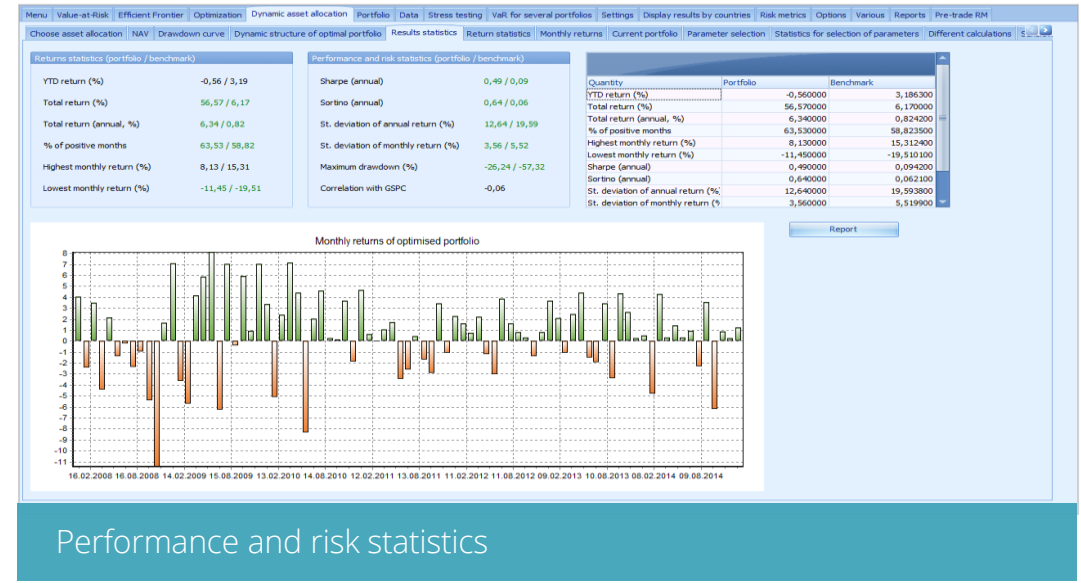 Menu Value-at-Risk Efficient Frontier Optimization Dynamic asset allocation Portfolio Data Stress testing VaR for several portfolios Settings Display results by countries Risk metrics Options Various Reports Pre-trade RM
Choose asset allocation NAV Drawdown curve Dynamic structure of optimal portfolio Results statistics Return statistics Monthly returns Current portfolio Parameter selection Statistics for selection of parameters Different calculations
Returns statistics (portfolio / benchmark)
YTD return (%) -0,56 / 3,19
Total return (%) 56,57 / 6,17
Total return (annual, %) 6,34 / 0,82
% of positive months 63,53 / 58,82
Highest monthly return (%) 8,13 / 15,31
Lowest monthly return (%) -11,45 / -19,51
Performance and risk statistics (portfolio / benchmark)
Sharpe (annual) 0,49 / 0,09
Sortino (annual) 0,64 / 0,06
St. deviation of annual return (%) 12,64 / 19,59
St. deviation of monthly return (%) 3,56 / 5,52
Maximum drawdown (%) -26,24 / -57,32
Correlation with GSPC -0,06
Quantity Portfolio Benchmark
YTD return (%) -0,560000 3,186300
Total return (%) 56,570000 6,170000
Total return (annual, %) 6,340000 0,824200
% of positive months 63,530000 58,823500
Highest monthly return (%) 8,130000 15,312400
Lowest monthly return (%) -11,450000 -19,510100
Sharpe (annual) 0,490000 0,094200
Sortino (annual) 0,640000 0,062100
St. deviation of annual return (% 12,640000 19,593800
St. deviation of monthly return (% 3,560000 5,519900
Report
Monthly returns of optimised portfolio
8
7
6
5
4
3
2
1
0
-1
-2
-3
-4
-5
-6
-7
-8
-9
-10
-11
16.02.2008 16.08.2008 14.02.2009 15.08.2009 13.02.2010 14.08.2010 12.02.2011 13.08.2011 11.02.2012 11.08.2012 09.02.2013 10.08.2013 08.02.2014 09.08.2014
Performance and risk statistics